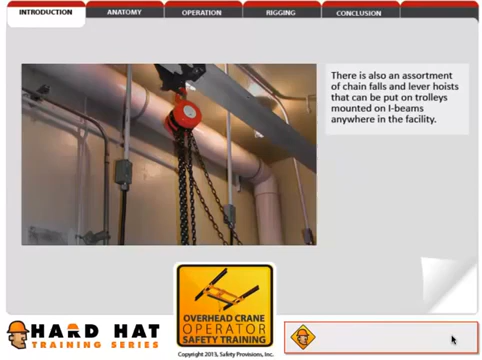 INTRODUCTION
ANATOMY
OPERATION
RIGGING
CONCLUSION
There is also an assortment
of chain falls and lever hoists
that can be put on trolleys
mounted on I-beams
anywhere in the facility.
HARD HAT
TRAINING SERIES
OVERHEAD CRANE
OPERATOR
SAFETY TRAINING
Copyright 2013, Safety Provisions, Inc.